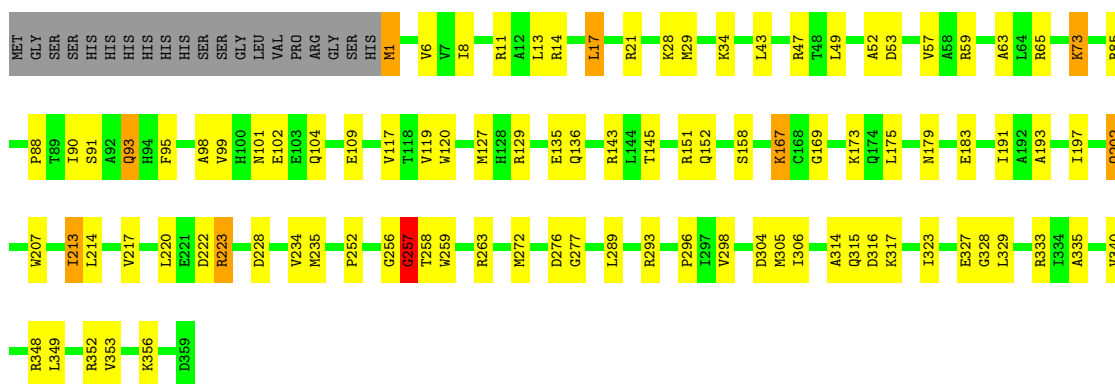 MET GLY SER SER HIS HIS HIS HIS HIS HIS SER SER GLY LEU VAL PRO ARG GLY SER HIS M1 V6 V7 I8 R11 A12 L13 R14 L17 R21 K28 M29 K34 L43 R47 T48 L49 A52 D53 V57 A58 R59 A63 L64 R65 K73
P88 T89 I90 S91 A92 Q93 H94 F95 A98 V99 H100 N101 E102 E103 Q104 E109 V117 T118 V119 W120 M127 H128 R129 E135 Q136 R143 L144 T145 R151 Q152 S158 K167 C168 G169 K173 Q174 L175 N179 E183 I191 A192 A193 I197
W207 I213 L214 V217 L220 E221 D222 R223 D228 V234 M235 P252 G256 G257 T258 W259 R263 M272 D276 G277 L289 R293 P296 I297 V298 D304 M305 I306 A314 Q315 D316 K317 I323 E327 G328 L329 R333 I334 A335
R348 L349 R352 V353 K356 D359